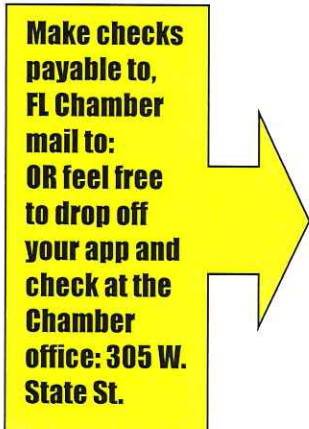 Make checks
payable to,
FL Chamber
mail to:
OR feel free
to drop off
your app and
check at the
Chamber
office: 305 W.
State St.